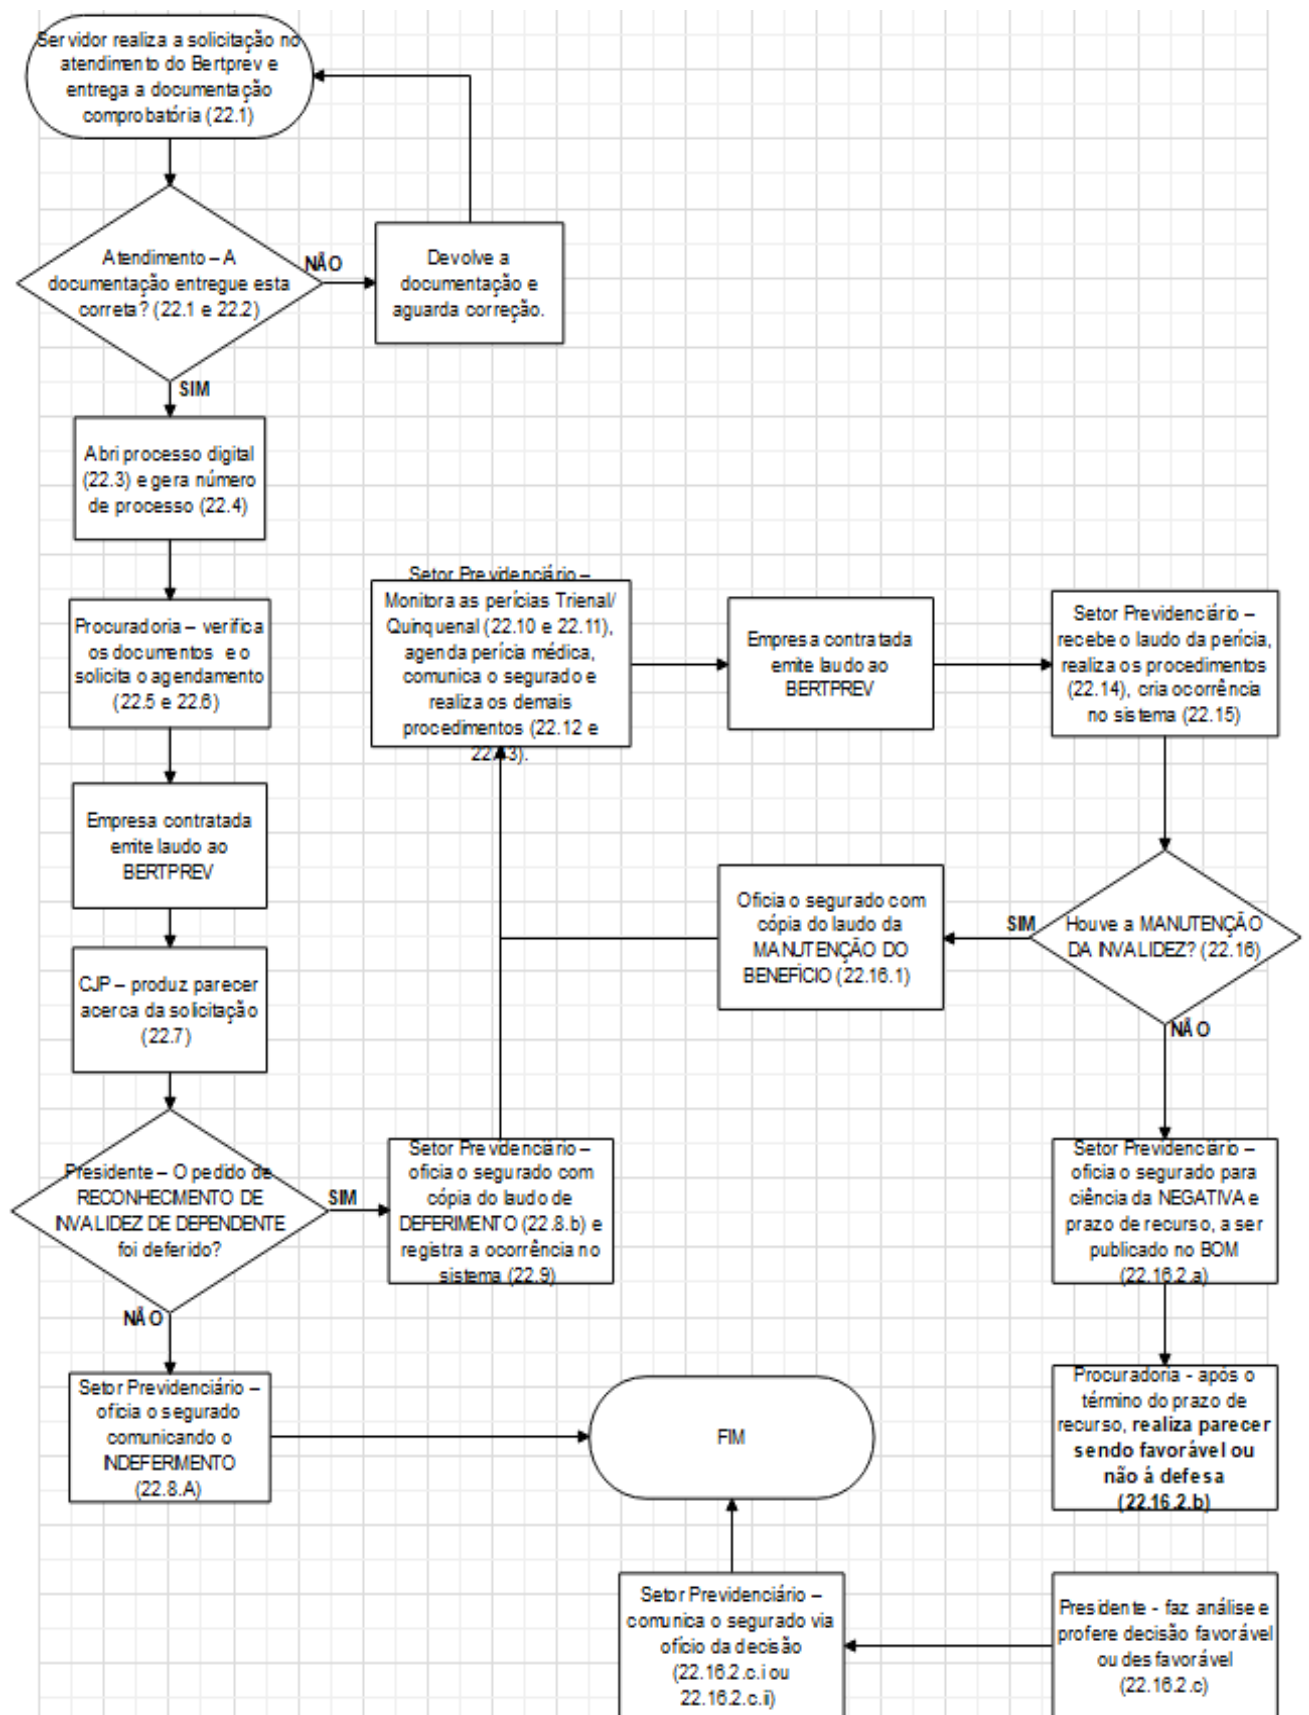 Servidor realiza a solicitação no
atendimento do Bertprev e
entrega a documentação
comprobatória (22.1)
Atendimento – A
documentação entregue esta
correta? (22.1 e 22.2)
NÃO
Devolve a
documentação e
aguarda correção.
SIM
Abri processo digital
(22.3) e gera número
de processo (22.4)
Procuradoria – verifica
os documentos e o
solicita o agendamento
(22.5 e 22.6)
Empresa contratada
emite laudo ao
BERTPREV
CJP – produz parecer
acerca da solicitação
(22.7)
Presidente – O pedido de
RECONHECIMENTO DE
INVALIDEZ DE DEPENDENTE
foi deferido?
SIM
NÃO
Setor Previdenciário –
oficia o segurado
comunicando o
INDEFERIMENTO
(22.8.A)
Setor Previdenciário –
oficia o segurado com
cópia do laudo de
DEFERIMENTO (22.8.b) e
registra a ocorrência no
sistema (22.9)
Setor Previdenciário –
Monitora as perícias Trienal/
Quinquenal (22.10 e 22.11),
agenda perícia médica,
comunica o segurado e
realiza os demais
procedimentos (22.12 e
22.13).
Empresa contratada
emite laudo ao
BERTPREV
Setor Previdenciário –
recebe o laudo da perícia,
realiza os procedimentos
(22.14), cria ocorrência
no sistema (22.15)
Houve a MANUTENÇÃO
DA INVALIDEZ? (22.16)
SIM
Oficia o segurado com
cópia do laudo da
MANUTENÇÃO DO
BENEFÍCIO (22.16.1)
NÃO
Setor Previdenciário –
oficia o segurado para
ciência da NEGATIVA e
prazo de recurso, a ser
publicado no BOM
(22.16.2.a)
Procuradoria - após o
término do prazo de
recurso, realiza parecer
sendo favorável ou
não á defesa
(22.16.2.b)
Presidente - faz análise e
profere decisão favorável
ou desfavorável
(22.16.2.c)
Setor Previdenciário –
comunica o segurado via
ofício da decisão
(22.16.2.c.i ou
22.16.2.c.ii)
FIM